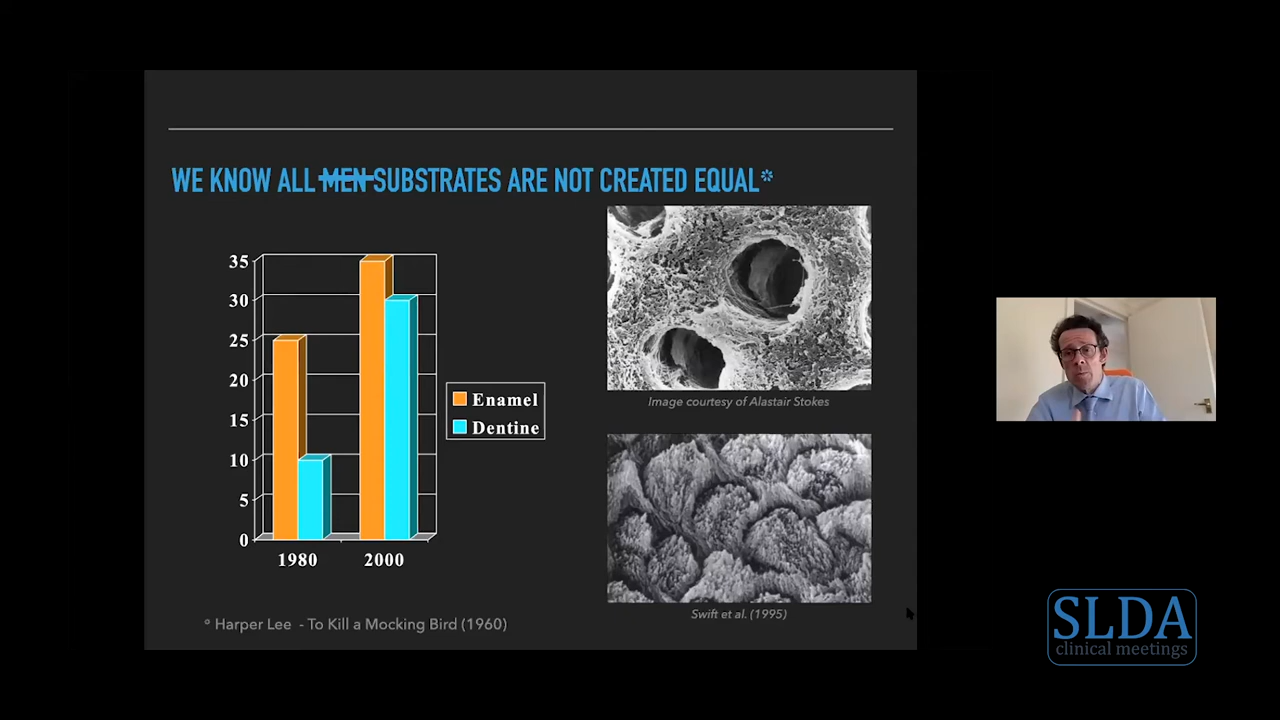 WE KNOW ALL MEN SUBSTRATES ARE NOT CREATED EQUAL*
35
30
25
20
15
10
5
0
1980 2000
Enamel
Dentine
Image courtesy of Alastair Stokes
Swift et al. (1995)
* Harper Lee - To Kill a Mocking Bird (1960)
SLDA
clinical meetings